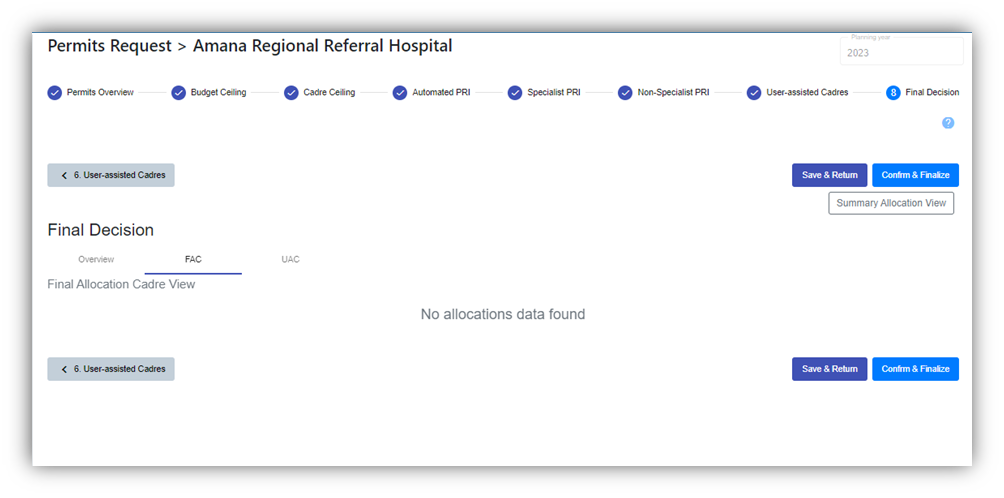 Permits Request > Amana Regional Referral Hospital
Planning year
2023
Permits Overview
Budget Ceiling
Cadre Ceiling
Automated PRI
Specialist PRI
Non-Specialist PRI
User-assisted Cadres
8 Final Decision
?
< 6. User-assisted Cadres
Save & Return
Confirm & Finalize
Summary Allocation View
Final Decision
Overview
FAC
UAC
Final Allocation Cadre View
No allocations data found
< 6. User-assisted Cadres
Save & Return
Confirm & Finalize